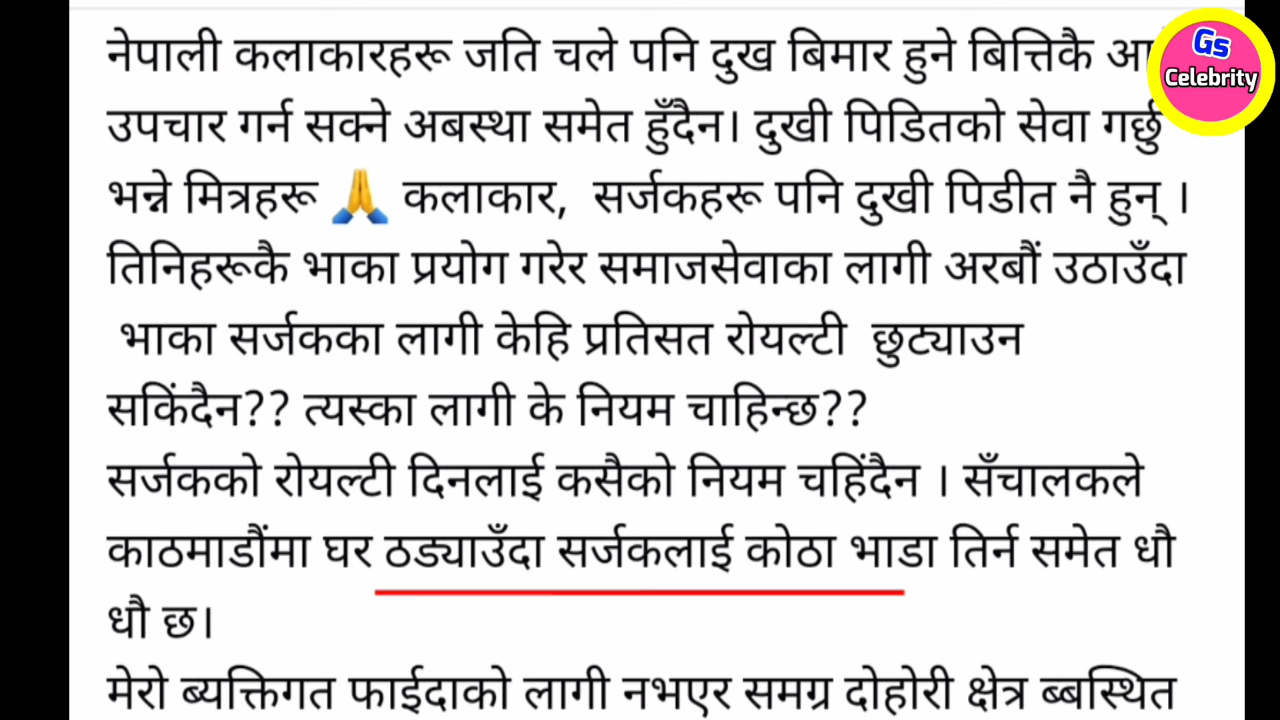 नेपाली कलाकारहरू जति चले पनि दुख बिमार हुने बित्तिकै
उपचार गर्न सक्ने अबस्था समेत हुँदैन। दुखी पिडितको सेवा गर्छु
भन्ने मित्रहरू 🙏 कलाकार, सर्जकहरू पनि दुखी पिडीत नै हुन् ।
तिनिहरूकै भाका प्रयोग गरेर समाजसेवाका लागी अरबौं उठाउँदा
भाका सर्जकका लागी केहि प्रतिसत रोयल्टी छुट्याउन
सकिंदैन?? त्यस्का लागी के नियम चाहिन्छ??
सर्जकको रोयल्टी दिनलाई कसैको नियम चहिंदैन । सँचालकले
काठमाडौंमा घर ठड्याउँदा सर्जकलाई कोठा भाडा तिर्न समेत धौ
धौ छ।
मेरो ब्यक्तिगत फाईदाको लागी नभएर समग्र दोहोरी क्षेत्र ब्बस्थित
Gs
Celebrity